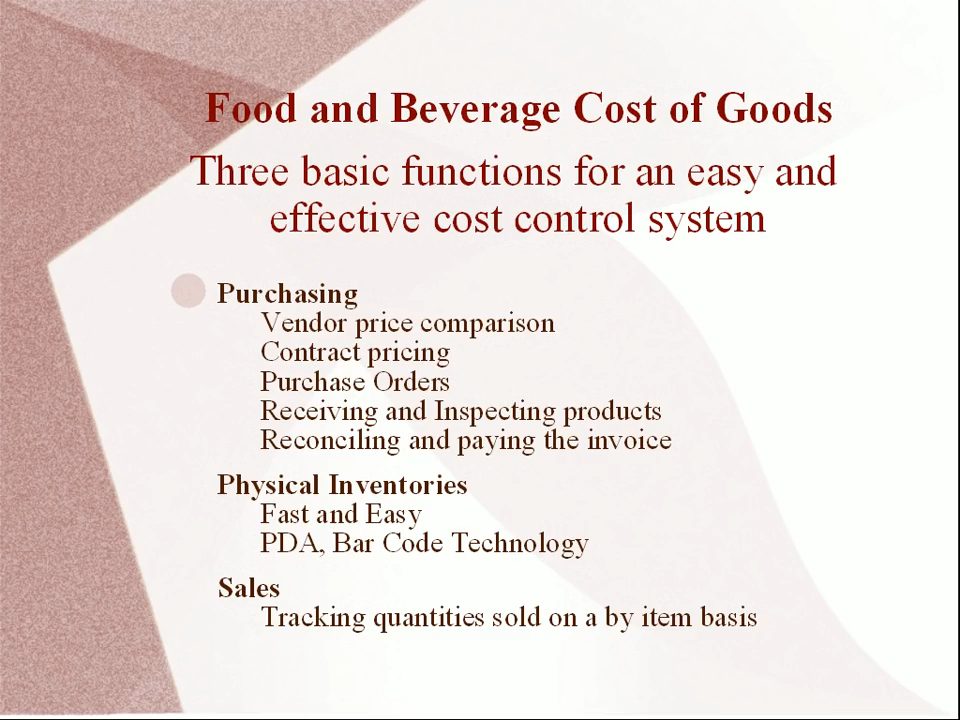 Food and Beverage Cost of Goods
Three basic functions for an easy and
effective cost control system
Purchasing
Vendor price comparison
Contract pricing
Purchase Orders
Receiving and Inspecting products
Reconciling and paying the invoice
Physical Inventories
Fast and Easy
PDA, Bar Code Technology
Sales
Tracking quantities sold on a by item basis